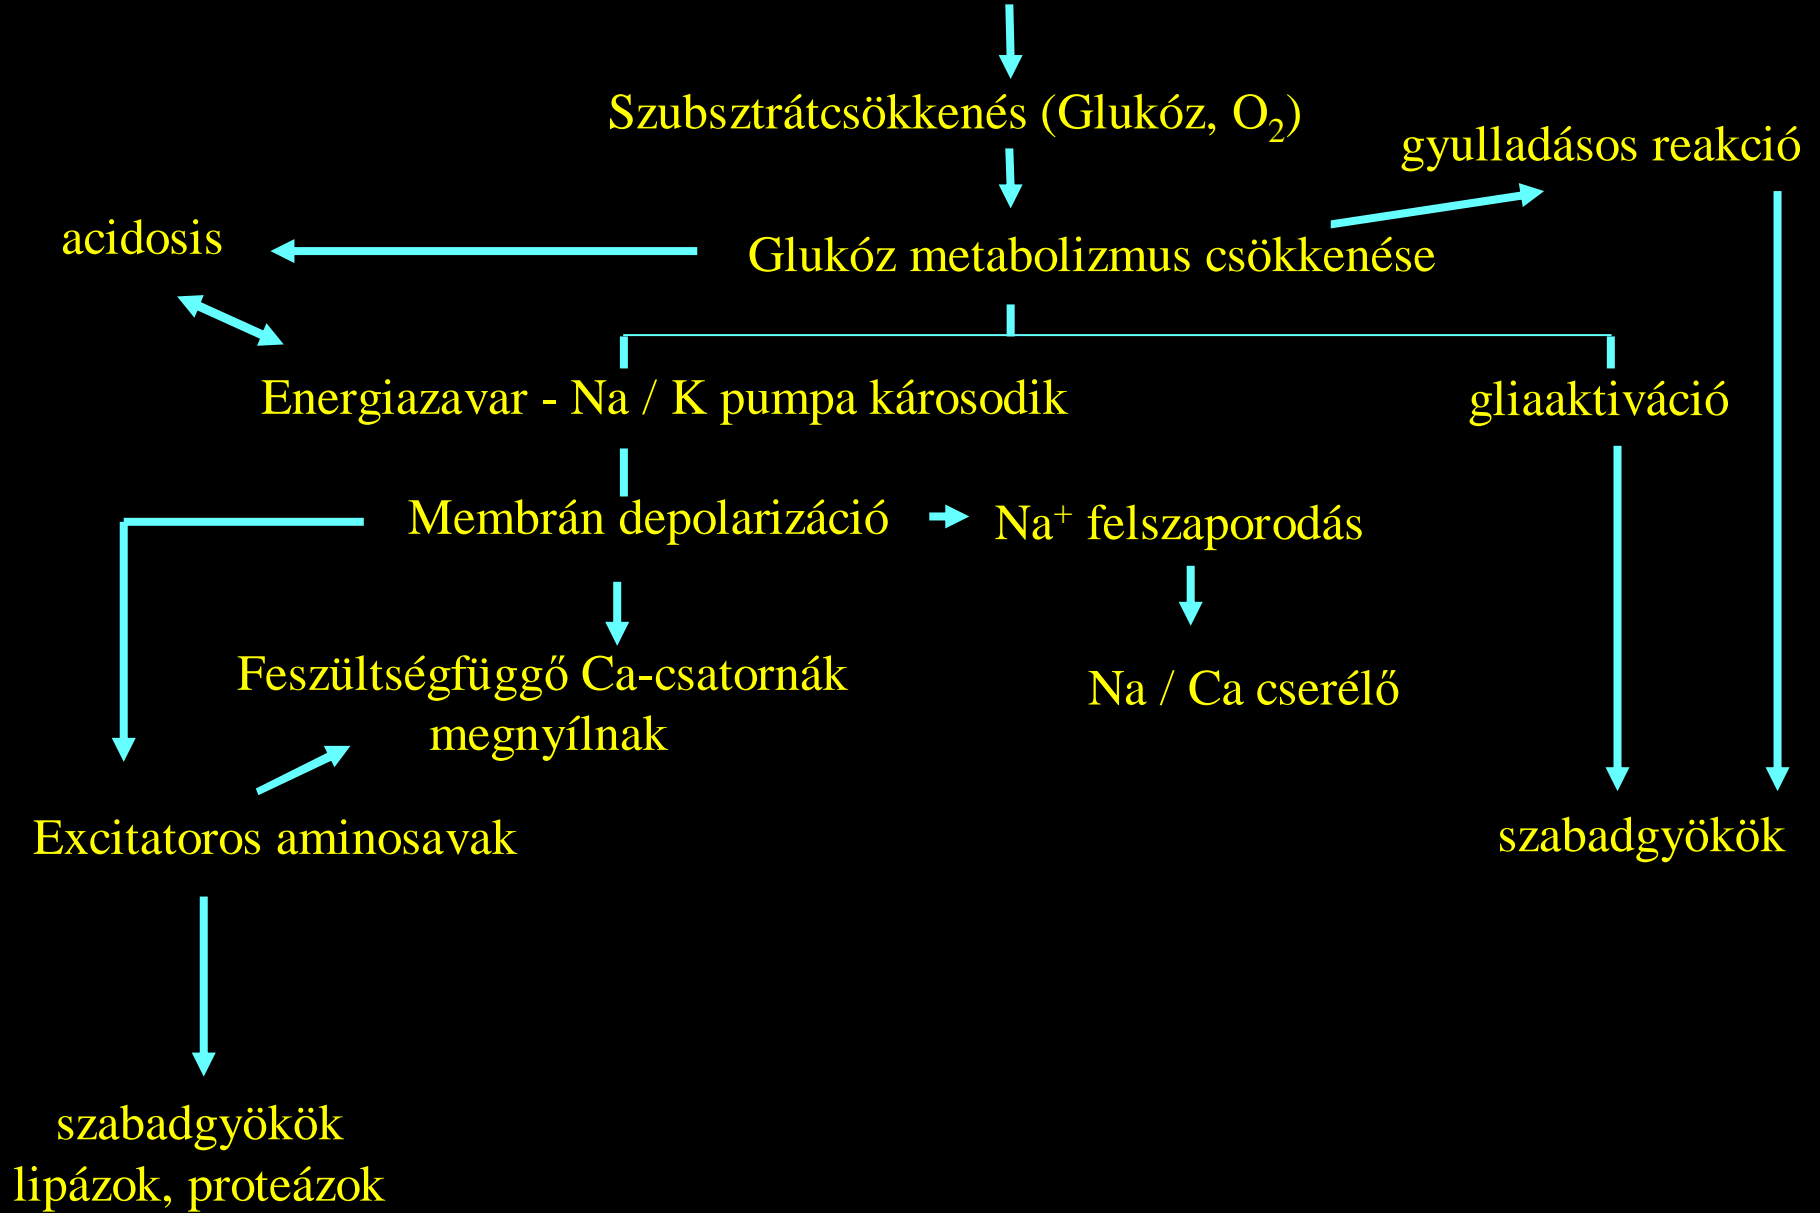 Szubsztrátcsökkenés (Glukóz, O₂)
gyulladásos reakció
acidosis
Glukóz metabolizmus csökkenése
Energiazavar - Na / K pumpa károsodik
gliaaktiváció
Membrán depolarizáció
Na⁺ felszaporodás
Feszültségfüggő Ca-csatornák
megnyílnak
Na / Ca cserélő
Excitatoros aminosavak
szabadgyökök
szabadgyökök
lipázok, proteázok